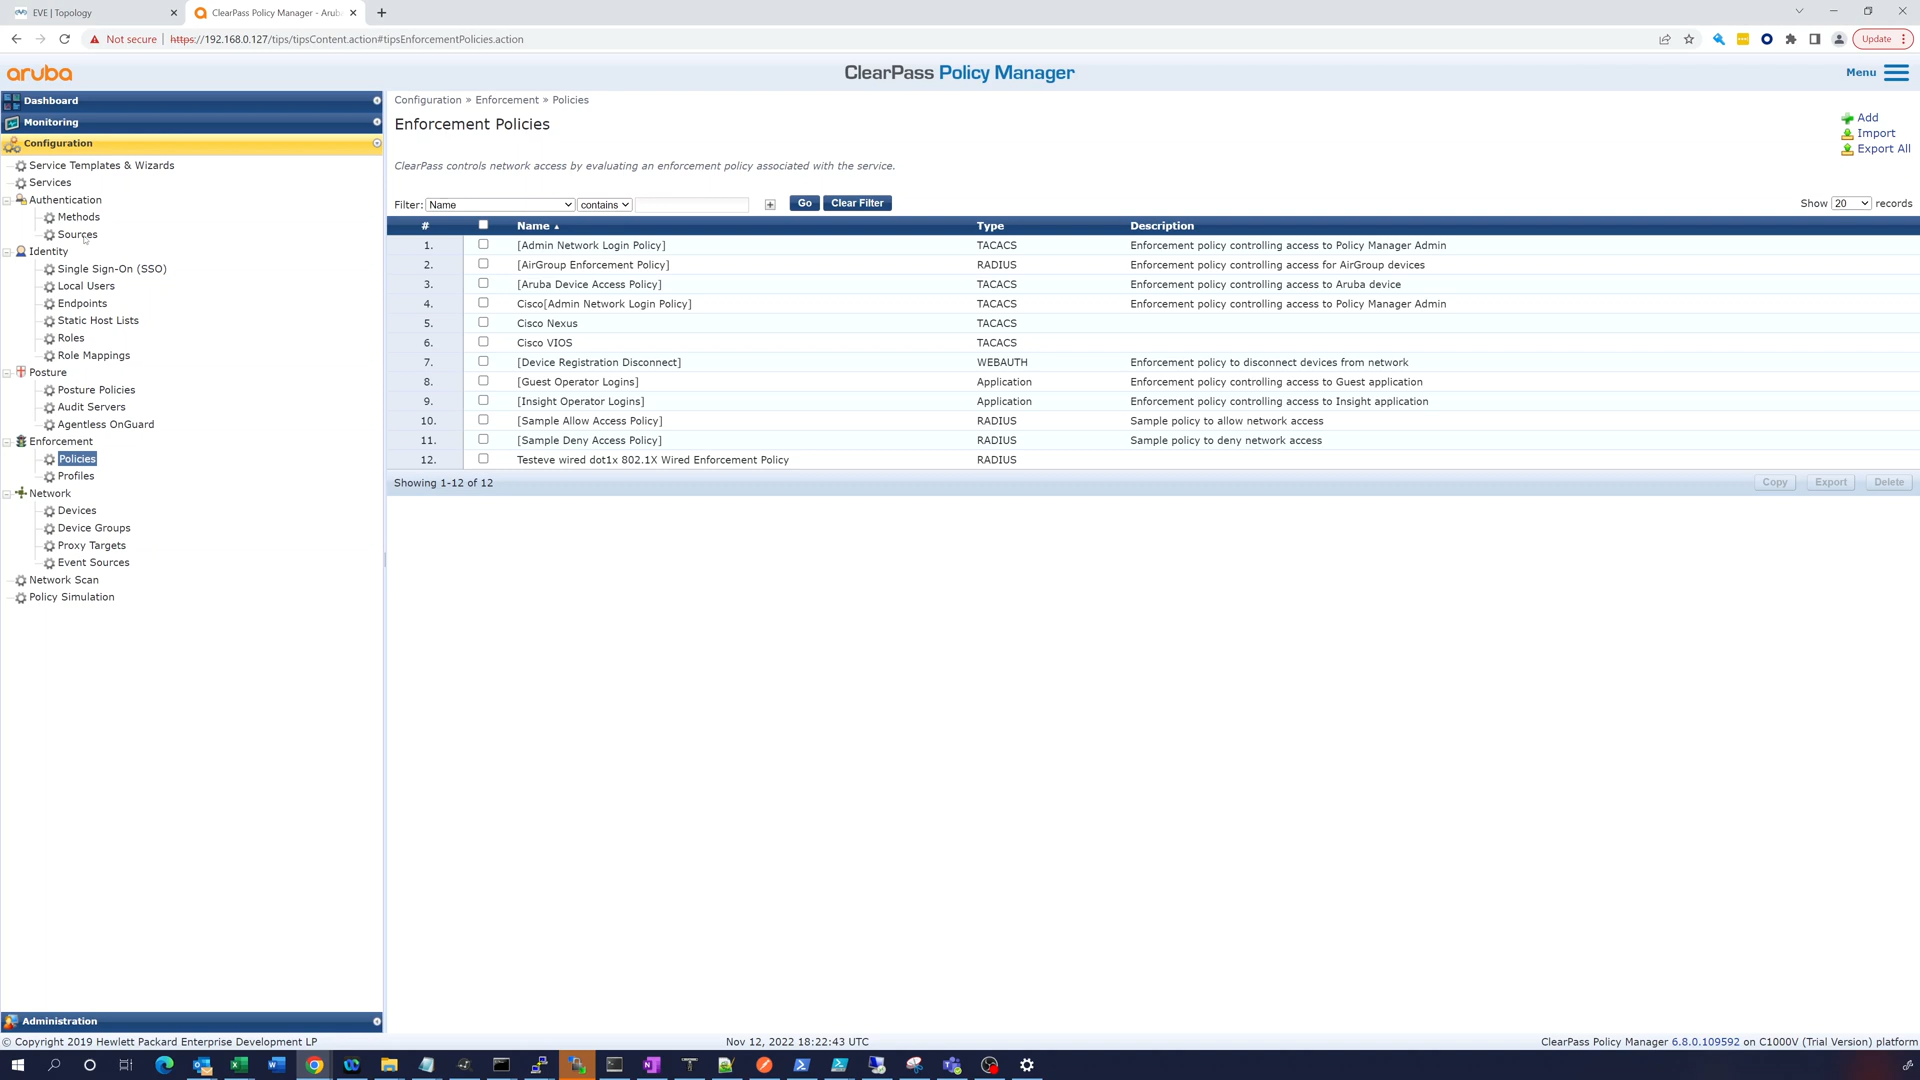 EVE | Topology
ClearPass Policy Manager - Arub
Not secure https://192.168.0.127/tips/tipsContent.action#tipsEnforcementPolicies.action
Update
aruba
ClearPass Policy Manager
Menu
Dashboard
Monitoring
Configuration
Service Templates & Wizards
Services
Authentication
Methods
Sources
Identity
Single Sign-On (SSO)
Local Users
Endpoints
Static Host Lists
Roles
Role Mappings
Posture
Posture Policies
Audit Servers
Agentless OnGuard
Enforcement
Policies
Profiles
Network
Devices
Device Groups
Proxy Targets
Event Sources
Network Scan
Policy Simulation
Administration
Configuration » Enforcement » Policies
Enforcement Policies
Add
Import
Export All
ClearPass controls network access by evaluating an enforcement policy associated with the service.
Filter: Name contains Go Clear Filter Show 20 records
# Name Type Description
1. [Admin Network Login Policy] TACACS Enforcement policy controlling access to Policy Manager Admin
2. [AirGroup Enforcement Policy] RADIUS Enforcement policy controlling access for AirGroup devices
3. [Aruba Device Access Policy] TACACS Enforcement policy controlling access to Aruba device
4. Cisco[Admin Network Login Policy] TACACS Enforcement policy controlling access to Policy Manager Admin
5. Cisco Nexus TACACS
6. Cisco VIOS TACACS
7. [Device Registration Disconnect] WEBAUTH Enforcement policy to disconnect devices from network
8. [Guest Operator Logins] Application Enforcement policy controlling access to Guest application
9. [Insight Operator Logins] Application Enforcement policy controlling access to Insight application
10. [Sample Allow Access Policy] RADIUS Sample policy to allow network access
11. [Sample Deny Access Policy] RADIUS Sample policy to deny network access
12. Testeve wired dot1x 802.1X Wired Enforcement Policy RADIUS
Showing 1-12 of 12 Copy Export Delete
© Copyright 2019 Hewlett Packard Enterprise Development LP Nov 12, 2022 18:22:43 UTC ClearPass Policy Manager 6.8.0.109592 on C1000V (Trial Version) platform